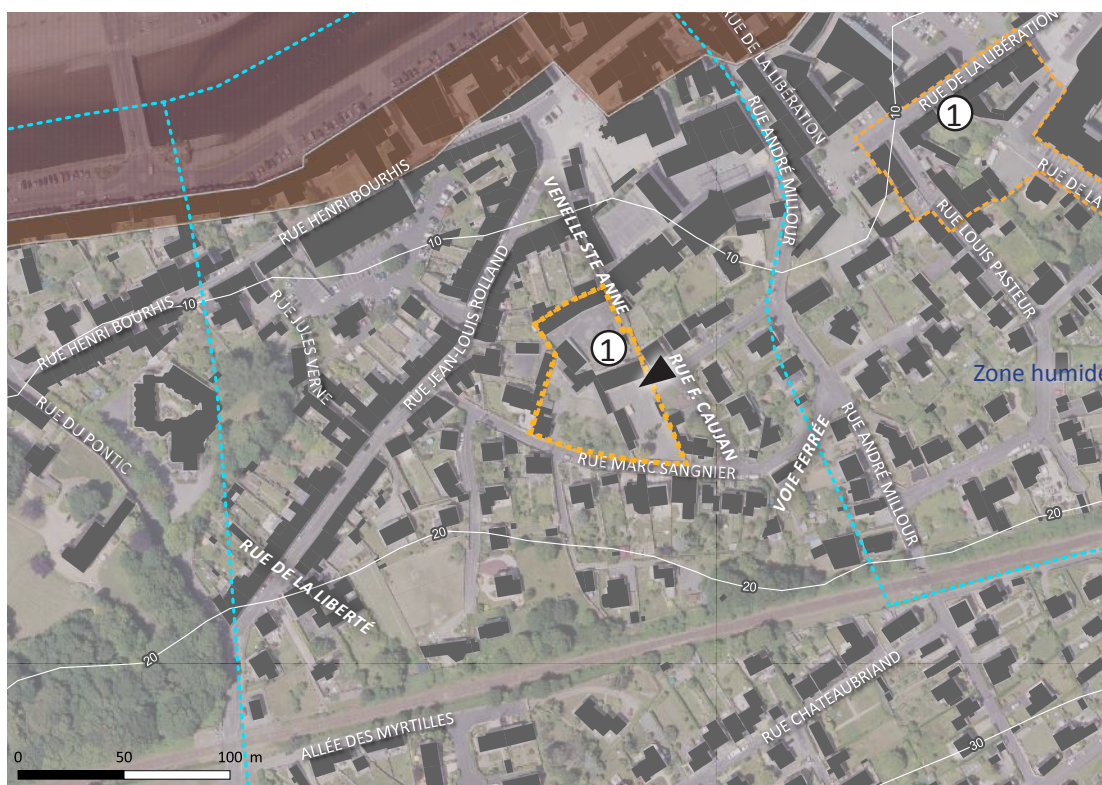 RUE DE LA LIBÉRATION
RUE DE LA LIBÉRATION
1
10
RUE ANDRÉ MILLOUR
RUE DE LA
RUE HENRI BOURHIS
VENELLE STE ANNE
RUE LOUIS PASTEUR
10
10
RUE JEAN-LOUIS ROLLAND
10
RUE HENRI BOURHIS
RUE JULES VERNE
1
RUE F. CAUJAN
Zone humide
RUE DU PONTIC
RUE MARC SANGNIER
VOIE FERRÉE
RUE ANDRÉ MILLOUR
20
20
RUE DE LA LIBERTÉ
20
20
RUE CHATEAUBRIAND
ALLÉE DES MYRTILLES
30
0 50 100 m